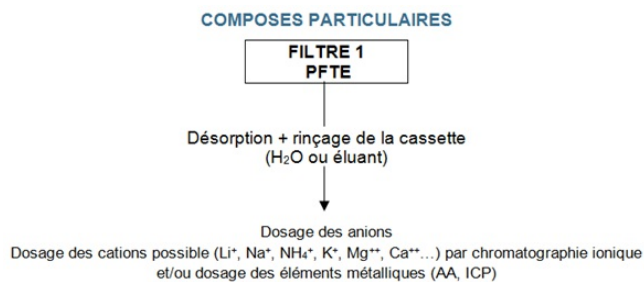 COMPOSES PARTICULAIRES
FILTRE 1
PFTE
Désorption + rinçage de la cassette
(H₂O ou éluant)
Dosage des anions
Dosage des cations possible (Li⁺, Na⁺, NH₄⁺, K⁺, Mg⁺⁺, Ca⁺⁺...) par chromatographie ionique
et/ou dosage des éléments métalliques (AA, ICP)